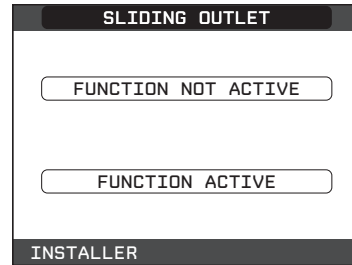 SLIDING OUTLET
FUNCTION NOT ACTIVE
FUNCTION ACTIVE
INSTALLER